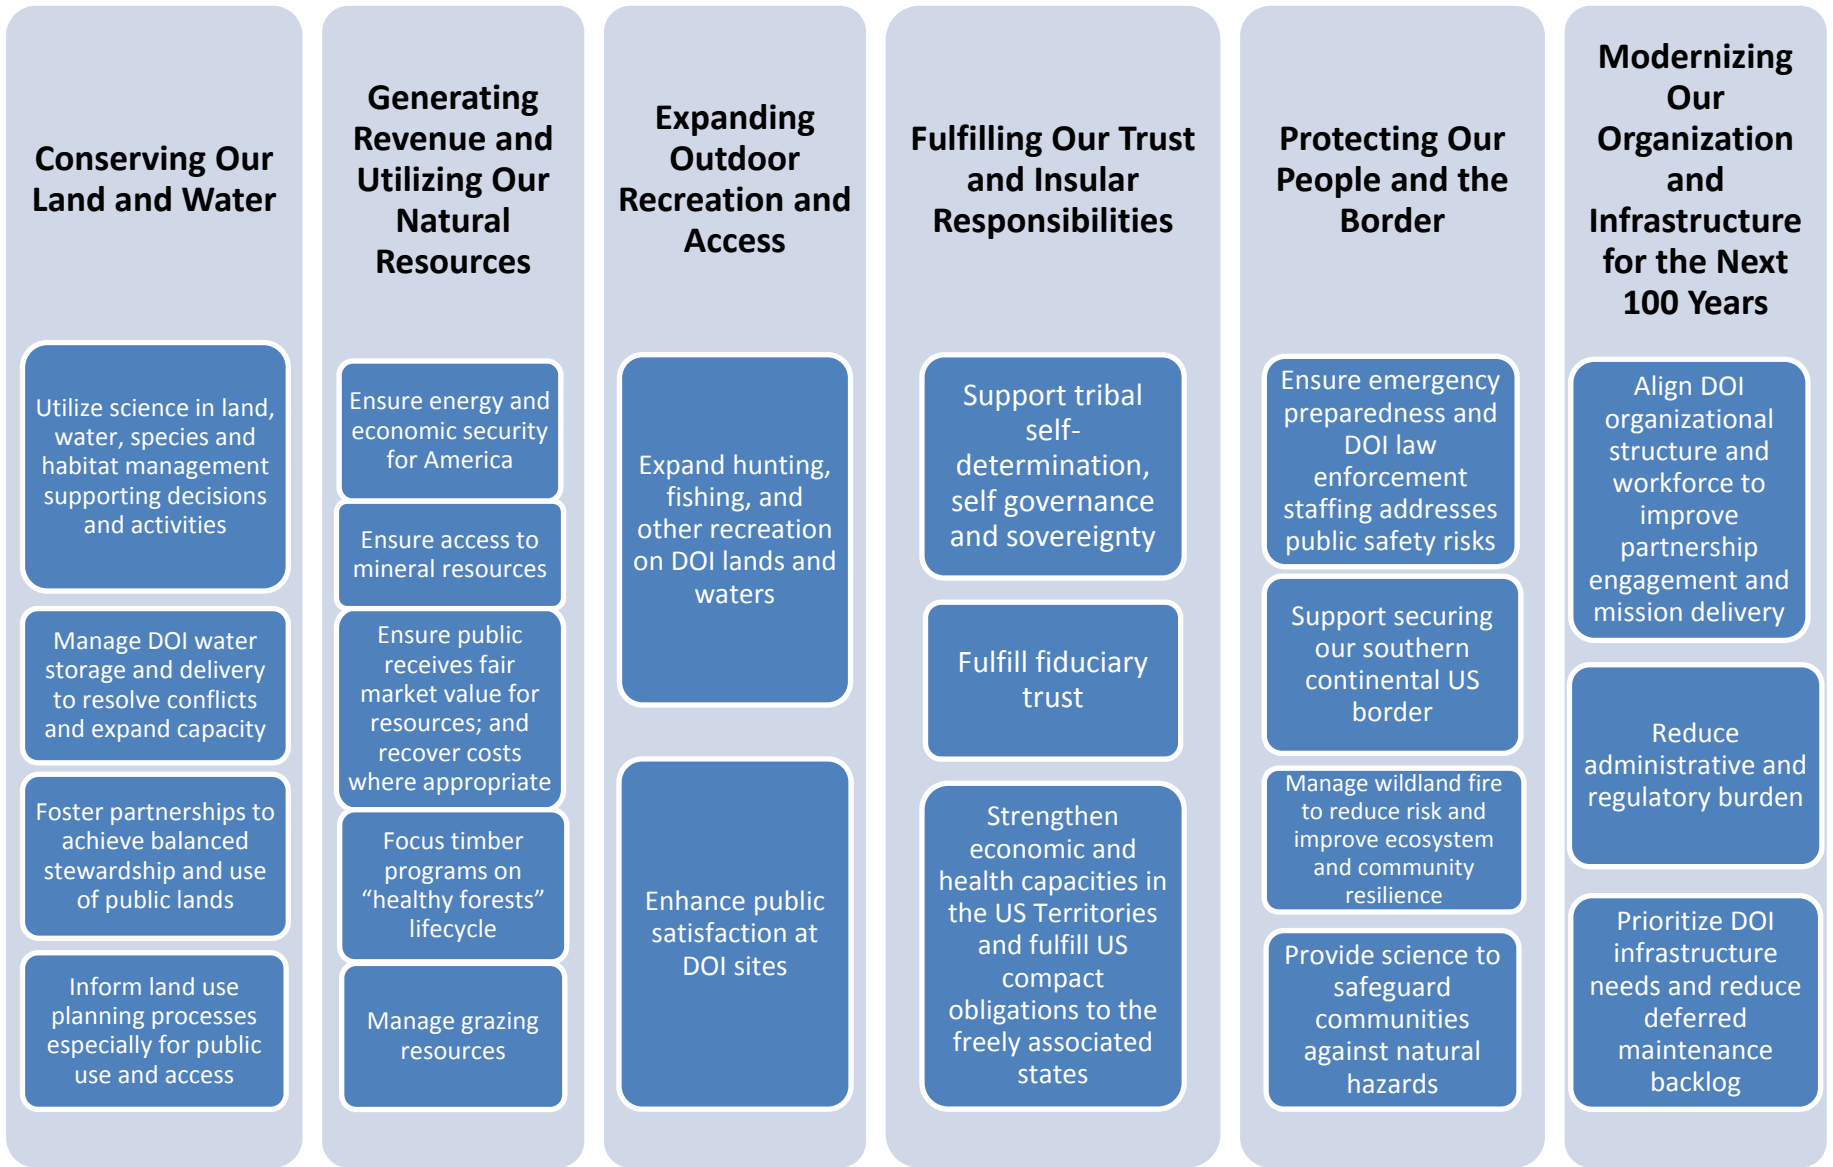 Conserving Our
Land and Water
Utilize science in land,
water, species and
habitat management
supporting decisions
and activities
Manage DOI water
storage and delivery
to resolve conflicts
and expand capacity
Foster partnerships to
achieve balanced
stewardship and use
of public lands
Inform land use
planning processes
especially for public
use and access
Generating
Revenue and
Utilizing Our
Natural
Resources
Ensure energy and
economic security
for America
Ensure access to
mineral resources
Ensure public
receives fair
market value for
resources; and
recover costs
where appropriate
Focus timber
programs on
“healthy forests”
lifecycle
Manage grazing
resources
Expanding
Outdoor
Recreation and
Access
Expand hunting,
fishing, and
other recreation
on DOI lands and
waters
Enhance public
satisfaction at
DOI sites
Fulfilling Our Trust
and Insular
Responsibilities
Support tribal
self-
determination,
self governance
and sovereignty
Fulfill fiduciary
trust
Strengthen
economic and
health capacities in
the US Territories
and fulfill US
compact
obligations to the
freely associated
states
Protecting Our
People and the
Border
Ensure emergency
preparedness and
DOI law
enforcement
staffing addresses
public safety risks
Support securing
our southern
continental US
border
Manage wildland fire
to reduce risk and
improve ecosystem
and community
resilience
Provide science to
safeguard
communities
against natural
hazards
Modernizing
Our
Organization
and
Infrastructure
for the Next
100 Years
Align DOI
organizational
structure and
workforce to
improve
partnership
engagement and
mission delivery
Reduce
administrative and
regulatory burden
Prioritize DOI
infrastructure
needs and reduce
deferred
maintenance
backlog